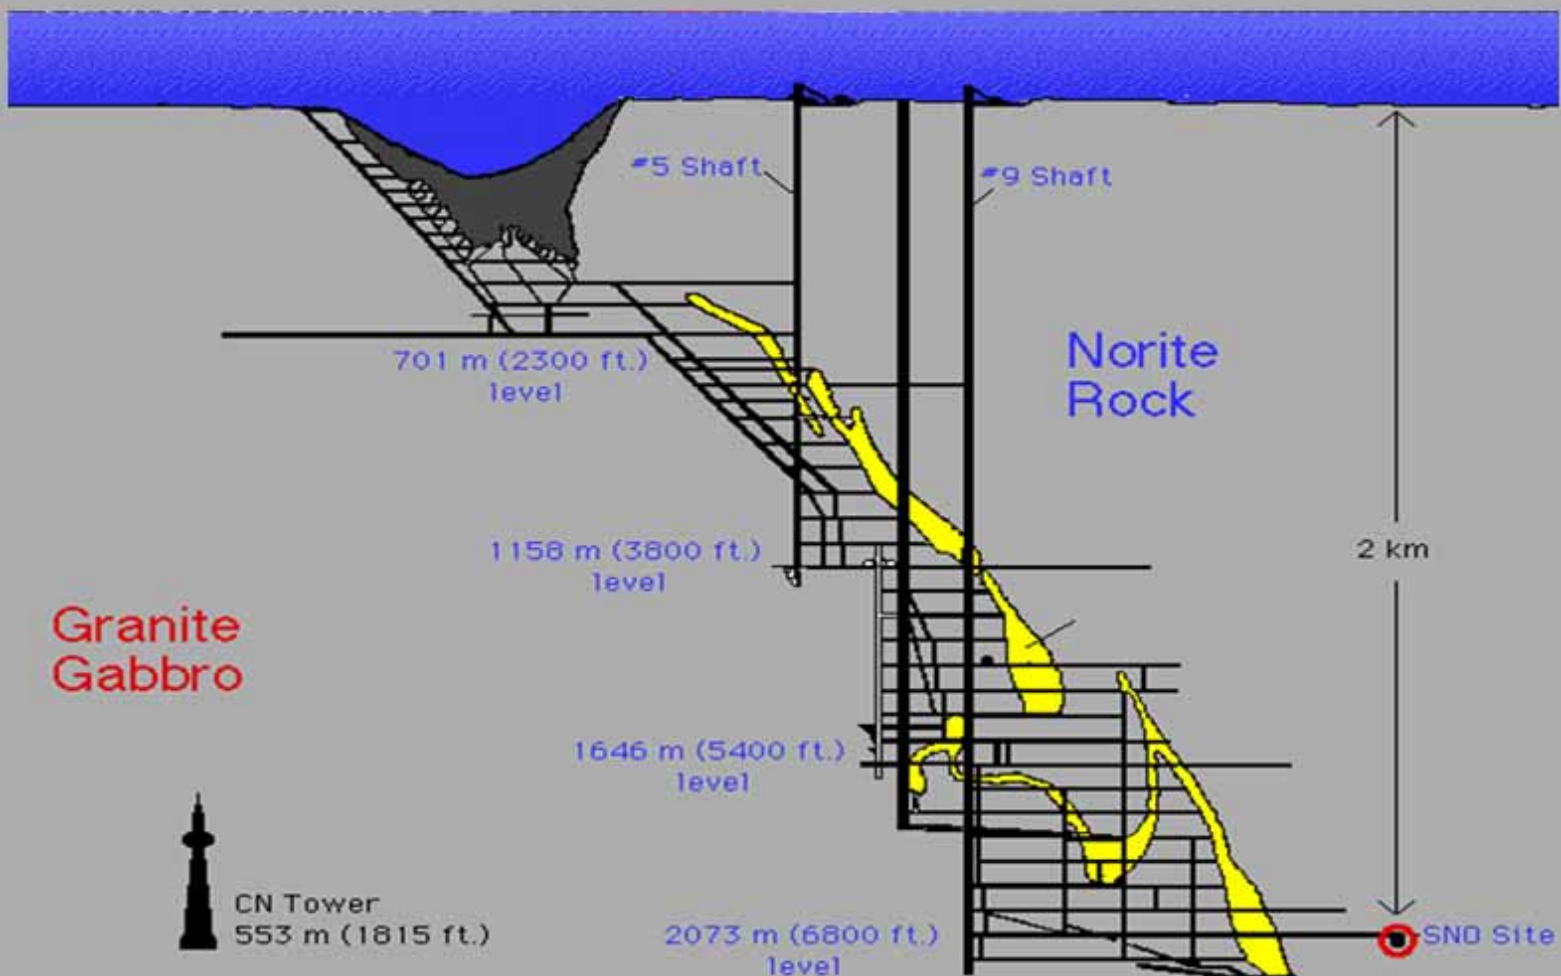 #5 Shaft
#9 Shaft
701 m (2300 ft.)
level
Norite
Rock
1158 m (3800 ft.)
level
2 km
Granite
Gabbro
1646 m (5400 ft.)
level
CN Tower
553 m (1815 ft.)
2073 m (6800 ft.)
level
SNO Site